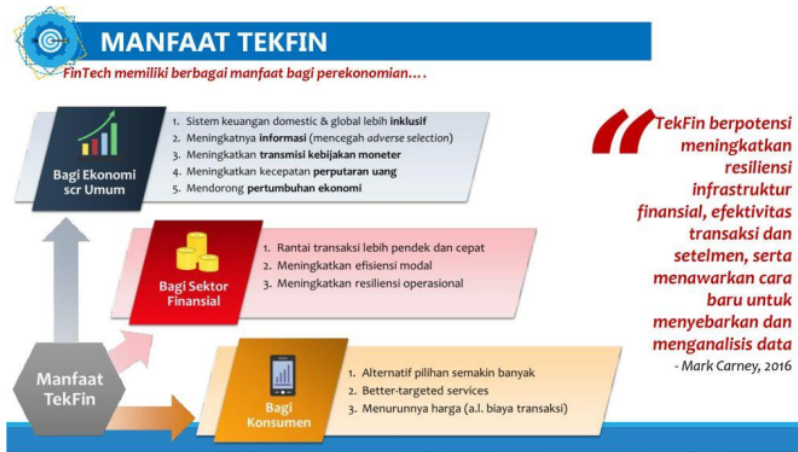 MANFAAT TEKFIN
FinTech memiliki berbagai manfaat bagi perekonomian....
Bagi Ekonomi
scr Umum
1. Sistem keuangan domestic & global lebih inklusif
2. Meningkatnya informasi (mencegah adverse selection)
3. Meningkatkan transmisi kebijakan moneter
4. Meningkatkan kecepatan perputaran uang
5. Mendorong pertumbuhan ekonomi
Bagi Sektor
Finansial
1. Rantai transaksi lebih pendek dan cepat
2. Meningkatkan efisiensi modal
3. Meningkatkan resiliensi operasional
Manfaat
TekFin
Bagi
Konsumen
1. Alternatif pilihan semakin banyak
2. Better-targeted services
3. Menurunnya harga (a.l. biaya transaksi)
“TekFin berpotensi
meningkatkan
resiliensi
infrastruktur
finansial, efektivitas
transaksi dan
setelmen, serta
menawarkan cara
baru untuk
menyebarkan dan
menganalisis data
- Mark Carney, 2016